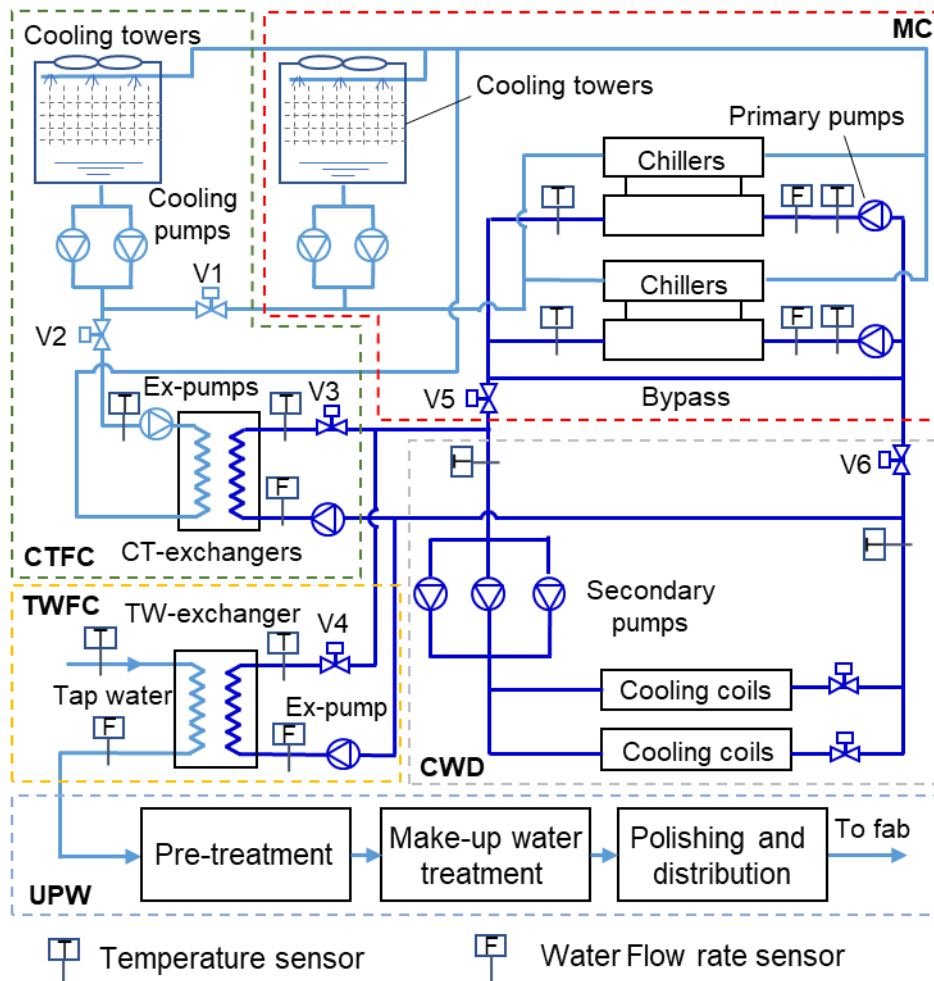 Cooling towers
MC
Cooling towers
Primary pumps
Chillers
T
F
T
Cooling
pumps
V1
Chillers
V2
T
F
T
Ex-pumps
V3
V5
Bypass
T
T
T
V6
F
CT-exchangers
T
CTFC
TWFC
TW-exchanger
V4
Secondary
pumps
T
T
Tap water
Ex-pump
Cooling coils
F
F
Cooling coils
CWD
Pre-treatment
Make-up water
treatment
Polishing and
distribution
To fab
UPW
T
Temperature sensor
F
Water Flow rate sensor